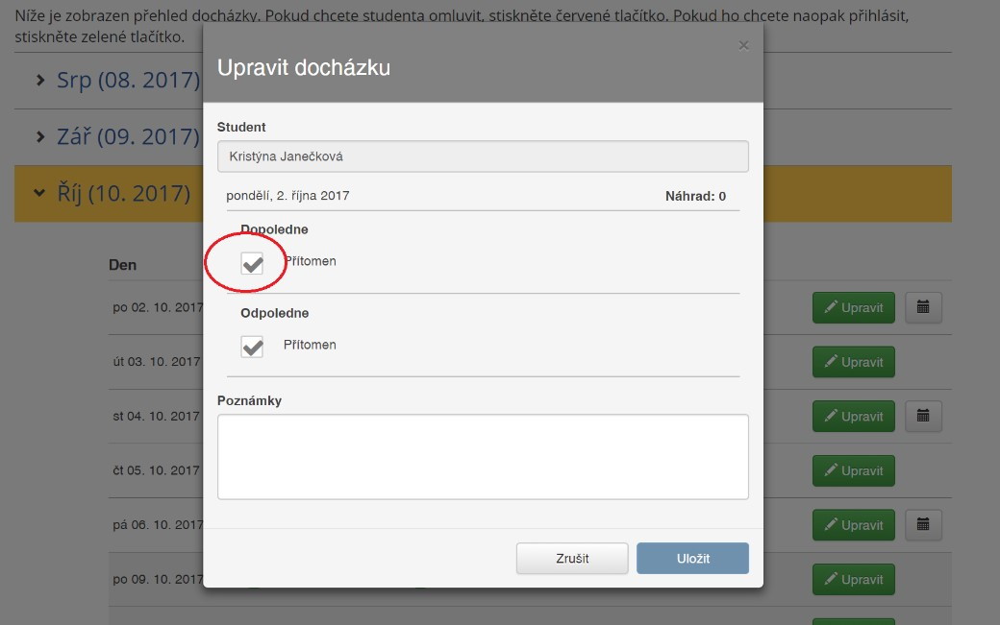 Níže je zobrazen přehled docházky. Pokud chcete studenta omluvit, stiskněte červené tlačítko. Pokud ho chcete naopak přihlásit,
stiskněte zelené tlačítko.
×
Upravit docházku
Srp (08. 2017)
Zář (09. 2017)
Říj (10. 2017)
Student
Kristýna Janečková
pondělí, 2. října 2017 Náhrad: 0
Dopoledne
Přítomen
Odpoledne
Přítomen
Poznámky
Zrušit Uložit
Den
po 02. 10. 2017 Upravit
út 03. 10. 2017 Upravit
st 04. 10. 2017 Upravit
čt 05. 10. 2017 Upravit
pá 06. 10. 2017 Upravit
po 09. 10. 2017 Upravit